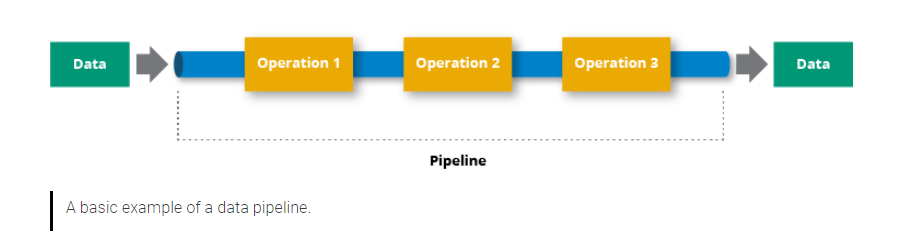 Data
Operation 1
Operation 2
Operation 3
Data
Pipeline
A basic example of a data pipeline.